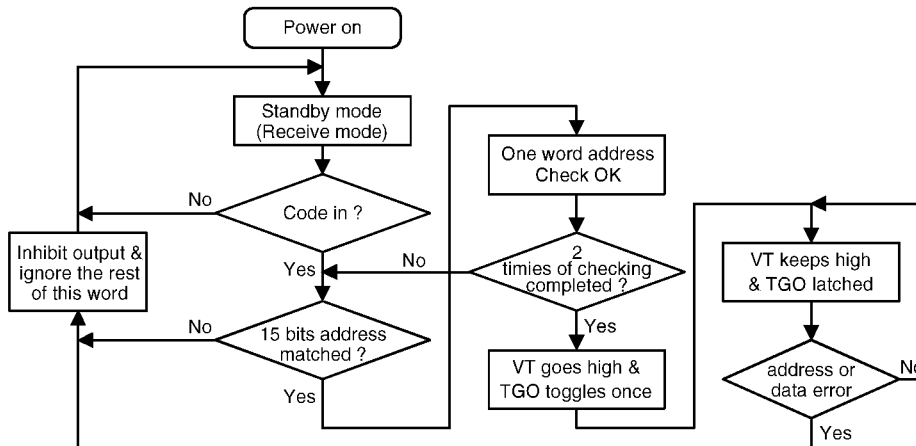 Power on
Standby mode
(Receive mode)
No
Code in ?
Inhibit output &
ignore the rest
of this word
Yes
No
15 bits address
matched ?
Yes
One word address
Check OK
No
2
timies of checking
completed ?
Yes
VT goes high &
TGO toggles once
VT keeps high
& TGO latched
address or
data error
No
Yes